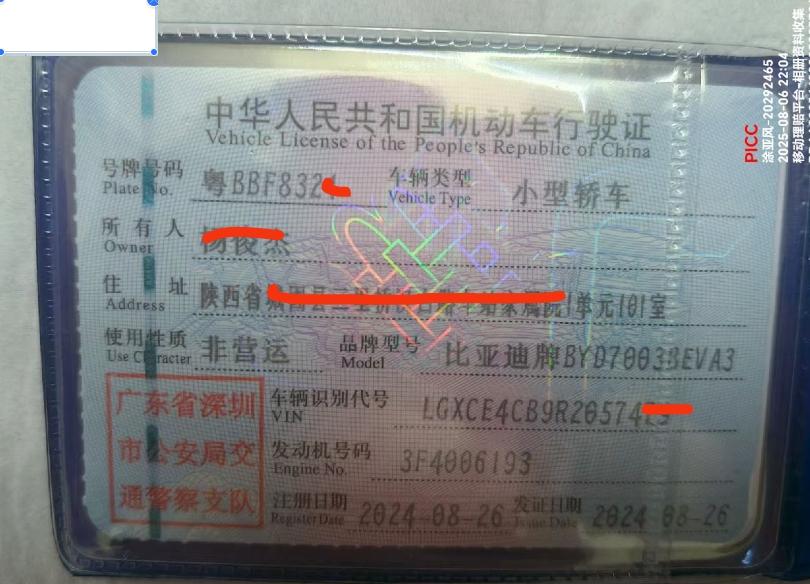 中华人民共和国机动车行驶证
Vehicle License of the People's Republic of China
号牌号码 粤BBF832 车辆类型 小型轿车
Plate No. Vehicle Type
所有人
Owner
住址 陕西省 1单元101室
Address
使用性质 非营运 品牌型号 比亚迪牌BYD7003BEVA3
Use Character Model
广东省深圳
市公安局交
通警察支队
车辆识别代号 LGXCE4CB9R20574
VIN
发动机号码 3F4006193
Engine No.
注册日期 2024-08-26 发证日期 2024-08-26
Register Date Issue Date
PICC
涂亚风-20292465
2025-08-06 22:04
移动理赔平台-相册资料收集